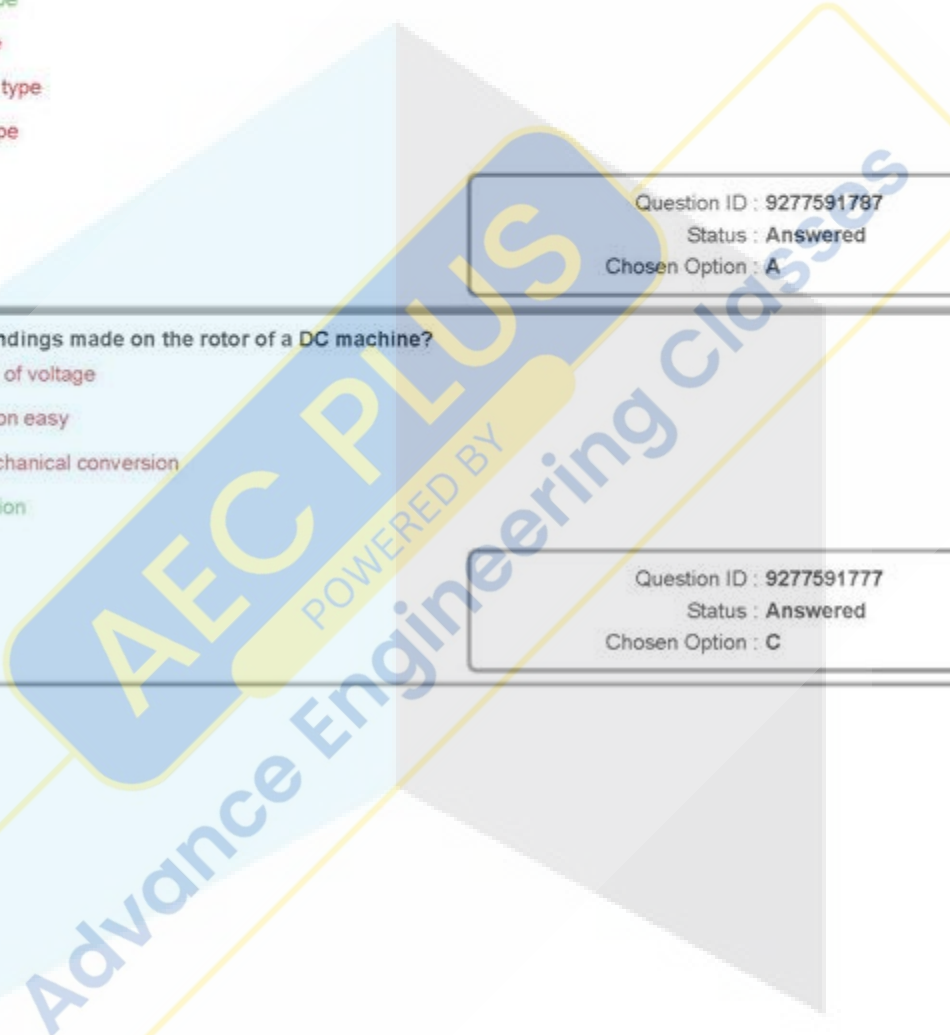 type
Question ID : 9277591787
Status : Answered
Chosen Option : A
ndings made on the rotor of a DC machine?
of voltage
on easy
chanical conversion
ion
Question ID : 9277591777
Status : Answered
Chosen Option : C
AEC PLUS
POWERED BY
Advance Engineering Classes